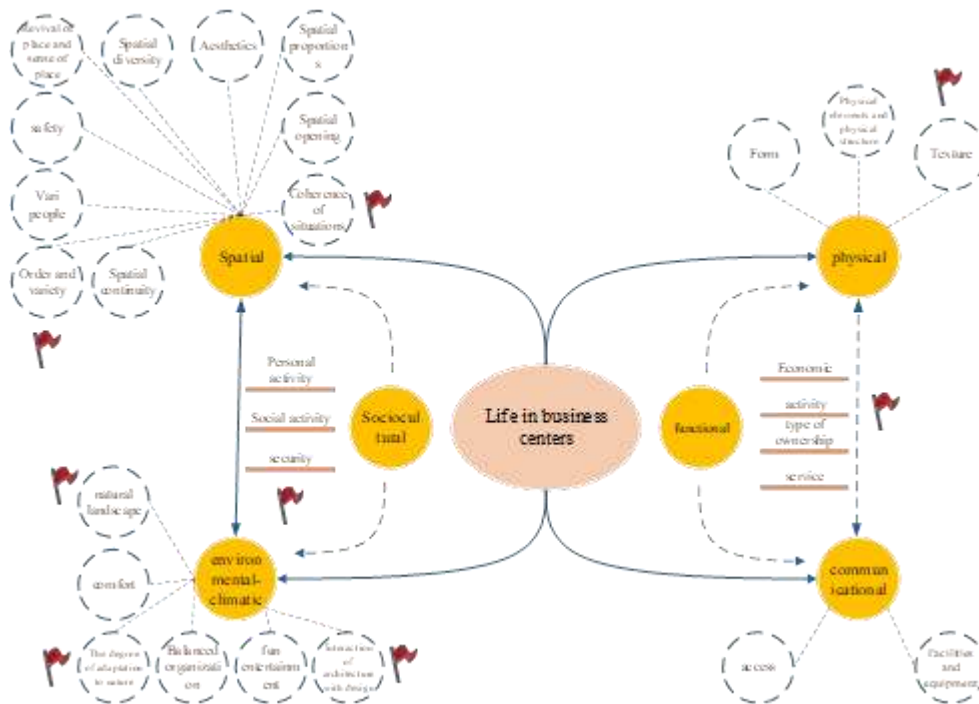 Revival of
place and
sense of
place
Spatial
diversity
Aesthetics
Spatial
proportion
s
safety
Spatial
opening
Vari
people
Coherence
of
situations
Order and
variety
Spatial
continuity
Spatial
Physical
elements and
physical
structure
Form
Texture
physical
Personal
activity
Social activity
security
Sociocul
tural
Life in business
centers
functional
Economic
activity
type of
ownership
service
natural
landscape
comfort
environ
mental-
climatic
The degree
of adaptation
to nature
Balanced
organizati
on
fun
entertainm
ent
Interaction of
architecture
with design
commun
icational
access
Facilities
and
equipment